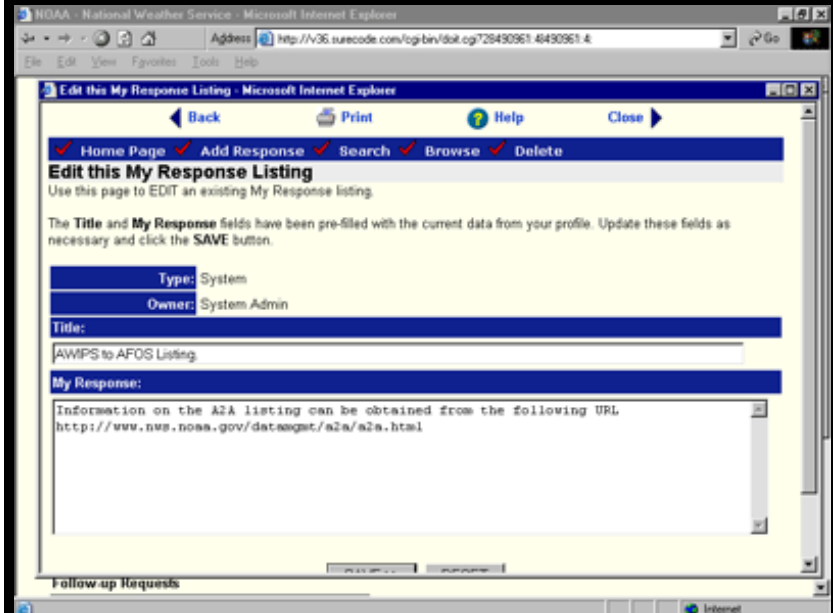 NOAA - National Weather Service - Microsoft Internet Explorer
Address http://v36.surecode.com/cgi-bin/doit.cgi?28490961:48490961:4: Go
File Edit View Favorites Tools Help
Edit this My Response Listing - Microsoft Internet Explorer
Back Print Help Close
Home Page Add Response Search Browse Delete
Edit this My Response Listing
Use this page to EDIT an existing My Response listing.
The Title and My Response fields have been pre-filled with the current data from your profile. Update these fields as
necessary and click the SAVE button.
Type: System
Owner: System Admin
Title:
AWIPS to AFOS Listing.
My Response:
Information on the A2A listing can be obtained from the following URL
http://www.nws.noaa.gov/datamgmt/a2a/a2a.html
Follow-up Requests
Internet